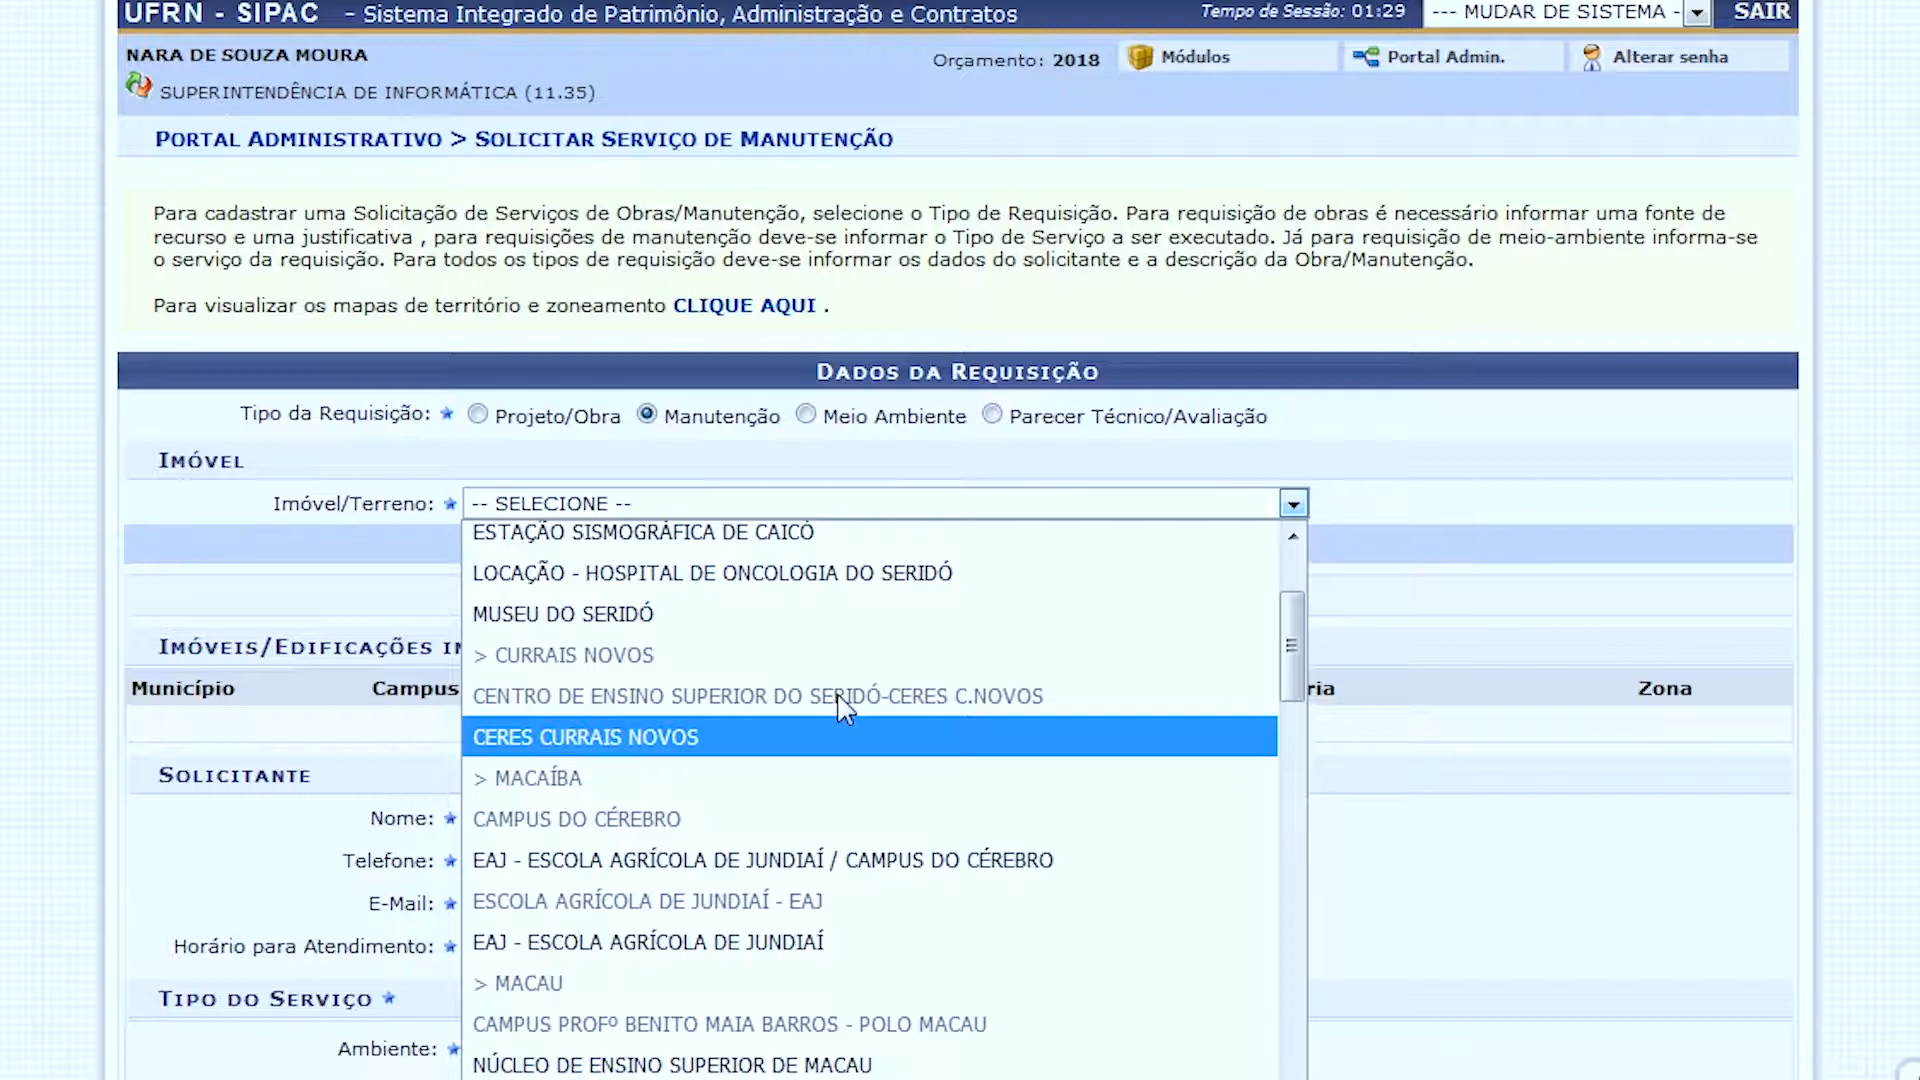 UFRN - SIPAC - Sistema Integrado de Patrimônio, Administração e Contratos
Tempo de Sessão: 01:29
--- MUDAR DE SISTEMA -
SAIR
NARA DE SOUZA MOURA
Orçamento: 2018
Módulos
Portal Admin.
Alterar senha
SUPERINTENDÊNCIA DE INFORMÁTICA (11.35)
PORTAL ADMINISTRATIVO > SOLICITAR SERVIÇO DE MANUTENÇÃO
Para cadastrar uma Solicitação de Serviços de Obras/Manutenção, selecione o Tipo de Requisição. Para requisição de obras é necessário informar uma fonte de
recurso e uma justificativa , para requisições de manutenção deve-se informar o Tipo de Serviço a ser executado. Já para requisição de meio-ambiente informa-se
o serviço da requisição. Para todos os tipos de requisição deve-se informar os dados do solicitante e a descrição da Obra/Manutenção.
Para visualizar os mapas de território e zoneamento CLIQUE AQUI .
DADOS DA REQUISIÇÃO
Tipo da Requisição: Projeto/Obra Manutenção Meio Ambiente Parecer Técnico/Avaliação
IMÓVEL
Imóvel/Terreno: -- SELECIONE --
ESTAÇÃO SISMOGRÁFICA DE CAICÓ
LOCAÇÃO - HOSPITAL DE ONCOLOGIA DO SERIDÓ
MUSEU DO SERIDÓ
> CURRAIS NOVOS
CENTRO DE ENSINO SUPERIOR DO SERIDÓ-CERES C.NOVOS
CERES CURRAIS NOVOS
> MACAÍBA
CAMPUS DO CÉREBRO
EAJ - ESCOLA AGRÍCOLA DE JUNDIAÍ / CAMPUS DO CÉREBRO
ESCOLA AGRÍCOLA DE JUNDIAÍ - EAJ
EAJ - ESCOLA AGRÍCOLA DE JUNDIAÍ
> MACAU
CAMPUS PROFº BENITO MAIA BARROS - POLO MACAU
NÚCLEO DE ENSINO SUPERIOR DE MACAU
IMÓVEIS/EDIFICAÇÕES
Município
Campus
Zona
SOLICITANTE
Nome:
Telefone:
E-Mail:
Horário para Atendimento:
TIPO DO SERVIÇO
Ambiente: